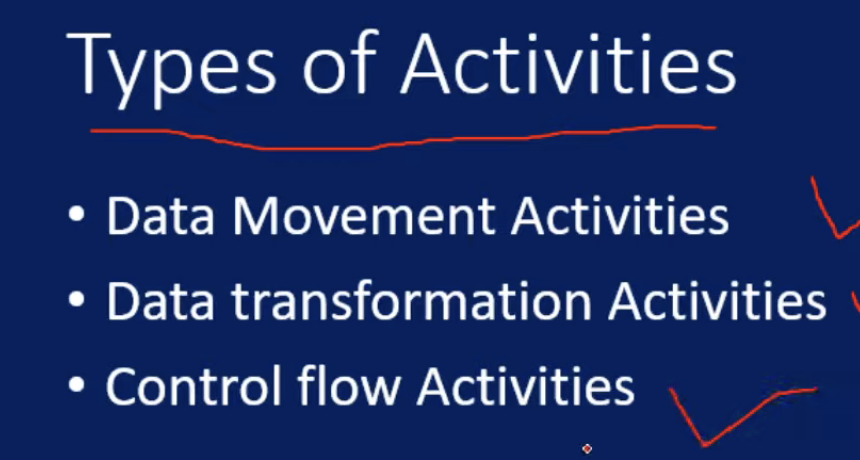 Types of Activities
• Data Movement Activities
• Data transformation Activities
• Control flow Activities